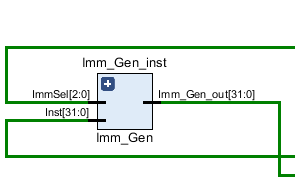 Imm_Gen_inst
ImmSel[2:0]
Imm_Gen_out[31:0]
Inst[31:0]
Imm_Gen